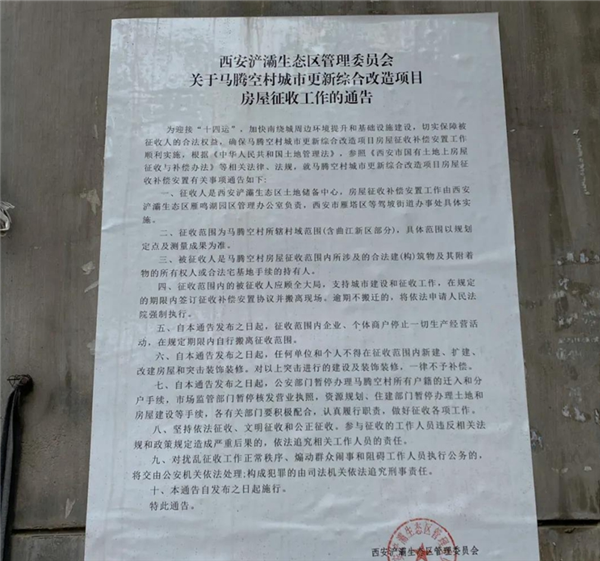 西安浐灞生态区管理委员会
关于马腾空村城市更新综合改造项目
房屋征收工作的通告
为迎接“十四运”，加快南绕城周边环境提升和基础设施建设，切实保障被
征收人的合法权益，确保马腾空村城市更新综合改造项目房屋征收补偿安置工作
顺利实施，根据《中华人民共和国土地管理法》，参照《西安市国有土地上房屋征
收与补偿办法》等相关法律、法规，就马腾空村城市更新综合改造项目房屋征
收补偿安置有关事项通告如下：
一、征收人是西安浐灞生态区土地储备中心，房屋征收补偿安置工作由西安
浐灞生态区雁鸣湖园区管理办公室负责，西安市雁塔区等驾坡街道办事处具体实
施。
二、征收范围为马腾空村所辖村域范围(含曲江新区部分)，具体范围以规划
定点及测量成果为准。
三、被征收人是马腾空村房屋征收范围内所涉及的合法建(构)筑物及其附着
物的所有权人或合法宅基地手续的持有人。
四、征收范围内的被征收人应顾全大局，支持城市建设和征收工作，在规定
的期限内签订征收补偿安置协议并搬离现场。逾期不搬迁的，将依法申请人民法
院强制执行。
五、自本通告发布之日起，征收范围内企业、个体商户停止一切生产经营活
动，在规定期限内自行搬离征收范围。
六、自本通告发布之日起，任何单位和个人不得在征收范围内新建、扩建、
改建房屋和突击装饰装修。对以上突击进行的建设及装饰装修，一律不予补偿。
七、自本通告发布之日起，公安部门暂停办理马腾空村所有户籍的迁入和分
户手续，市场监管部门暂停核发营业执照，资源规划、住建部门暂停办理土地和
房屋建设等手续，各有关部门要积极配合，认真履行职责，做好征收各项工作。
八、坚持依法征收、文明征收和公正征收，参与征收的工作人员违反相关法
规和政策规定造成严重后果的，依法追究相关工作人员的责任。
九、对扰乱征收工作正常秩序、煽动群众闹事和阻碍工作人员执行公务的，
将交由公安机关依法处理；构成犯罪的由司法机关依法追究刑事责任。
十、本通告自发布之日起施行。
特此通告。
西安浐灞生态区管理委员会